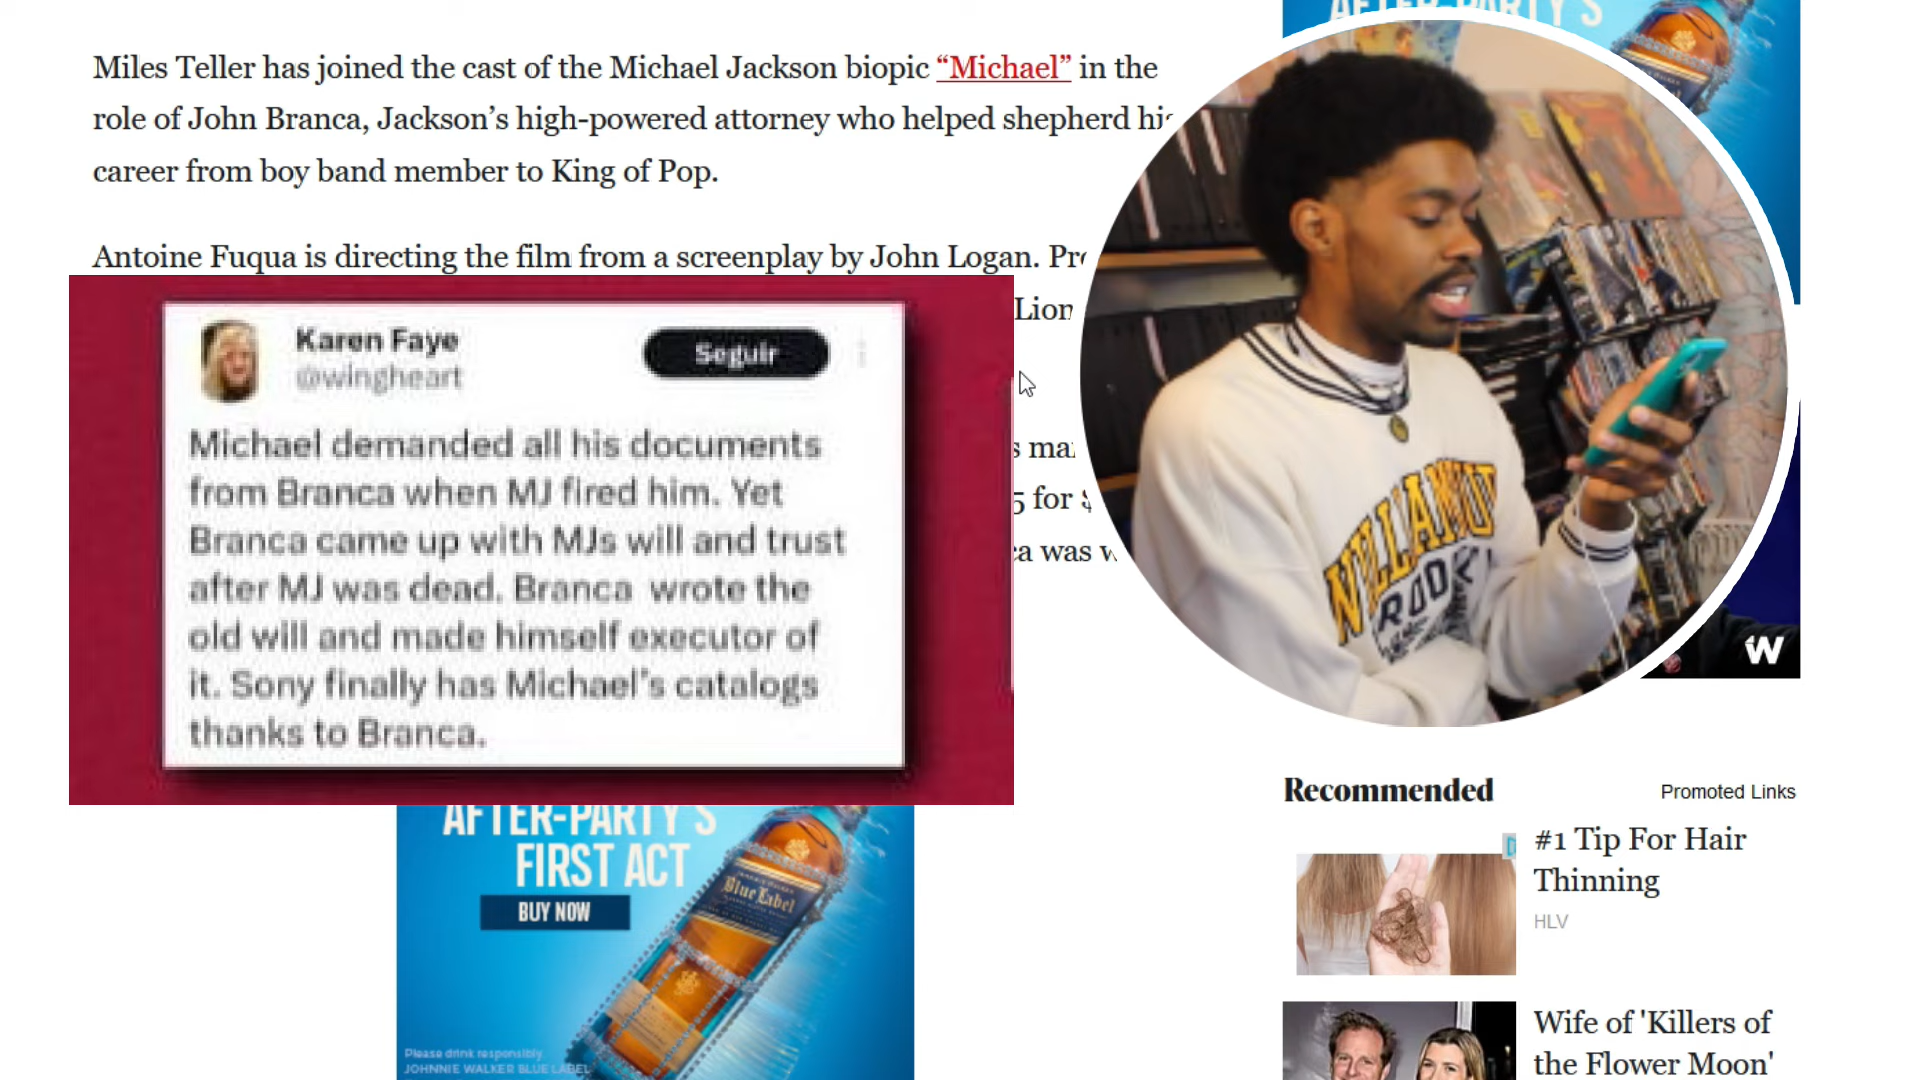 AFTER-PARTY'S
Miles Teller has joined the cast of the Michael Jackson biopic “Michael” in the
role of John Branca, Jackson’s high-powered attorney who helped shepherd his
career from boy band member to King of Pop.
Antoine Fuqua is directing the film from a screenplay by John Logan.
Lion
5 for $
Karen Faye
@wingheart
Seguir
Michael demanded all his documents
from Branca when MJ fired him. Yet
Branca came up with MJs will and trust
after MJ was dead. Branca wrote the
old will and made himself executor of
it. Sony finally has Michael's catalogs
thanks to Branca.
W
AFTER-PARTY'S
FIRST ACT
BUY NOW
Blue Label
Please drink responsibly.
JOHNNIE WALKER BLUE LABEL
Recommended
Promoted Links
#1 Tip For Hair
Thinning
HLV
Wife of 'Killers of
the Flower Moon'